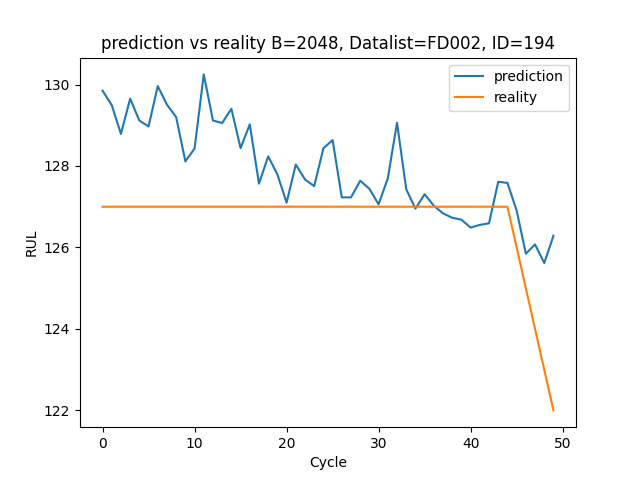 prediction vs reality B=2048, Datalist=FD002, ID=194
prediction
reality
130
128
126
124
122
RUL
0 10 20 30 40 50
Cycle